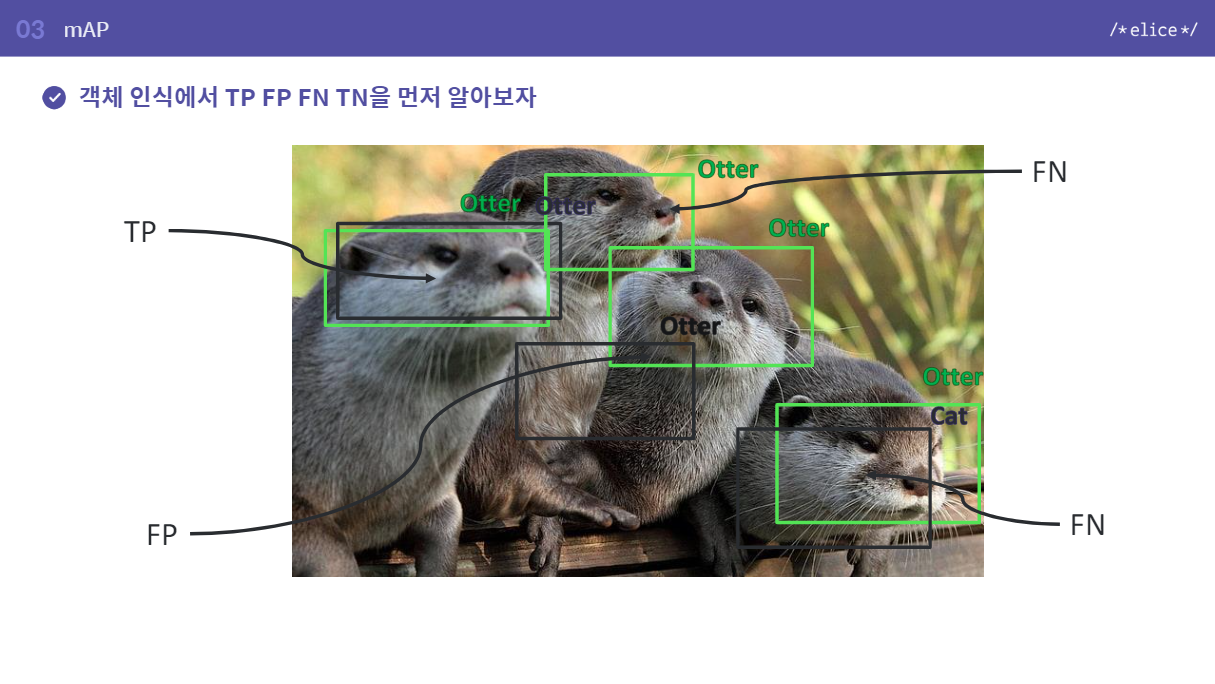 03 mAP
/*elice*/
객체 인식에서 TP FP FN TN을 먼저 알아보자
Otter
FN
Otter
Otter
Otter
TP
Otter
Otter
Cat
FP
FN